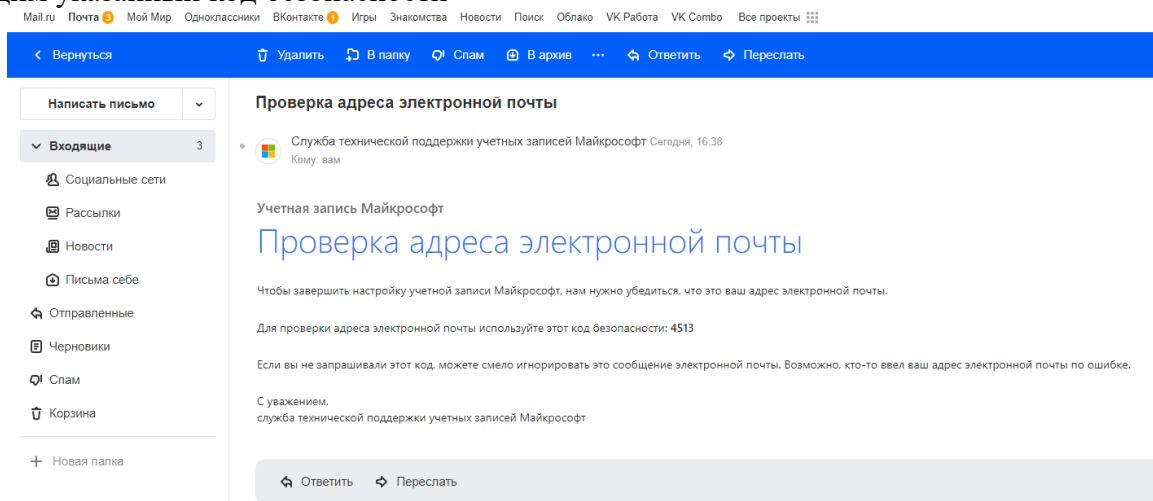 указанный код безопасности
Mail.ru Почта 3 Мой Мир Одноклассники ВКонтакте 1 Игры Знакомства Новости Поиск Облако VK Работа VK Combo Все проекты
Вернуться Удалить В папку Спам В архив ... Ответить Переслать
Написать письмо
Проверка адреса электронной почты
Входящие 3
Служба технической поддержки учетных записей Майкрософт Сегодня, 16:38
Кому: вам
Социальные сети
Рассылки
Новости
Письма себе
Отправленные
Черновики
Спам
Корзина
+ Новая папка
Учетная запись Майкрософт
Проверка адреса электронной почты
Чтобы завершить настройку учетной записи Майкрософт, нам нужно убедиться, что это ваш адрес электронной почты.
Для проверки адреса электронной почты используйте этот код безопасности: 4513
Если вы не запрашивали этот код, можете смело игнорировать это сообщение электронной почты. Возможно, кто-то ввел ваш адрес электронной почты по ошибке.
С уважением,
служба технической поддержки учетных записей Майкрософт
Ответить Переслать